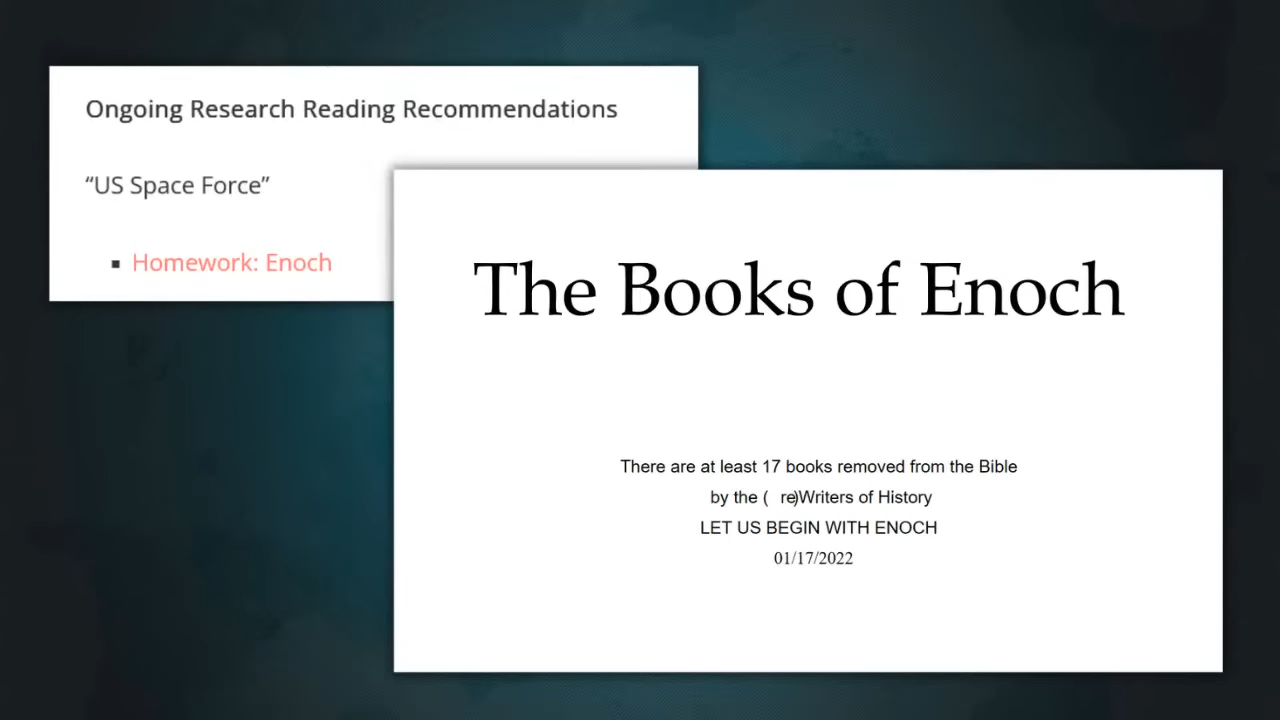 Ongoing Research Reading Recommendations
“US Space Force”
▪ Homework: Enoch
The Books of Enoch
There are at least 17 books removed from the Bible
by the ( re)Writers of History
LET US BEGIN WITH ENOCH
01/17/2022